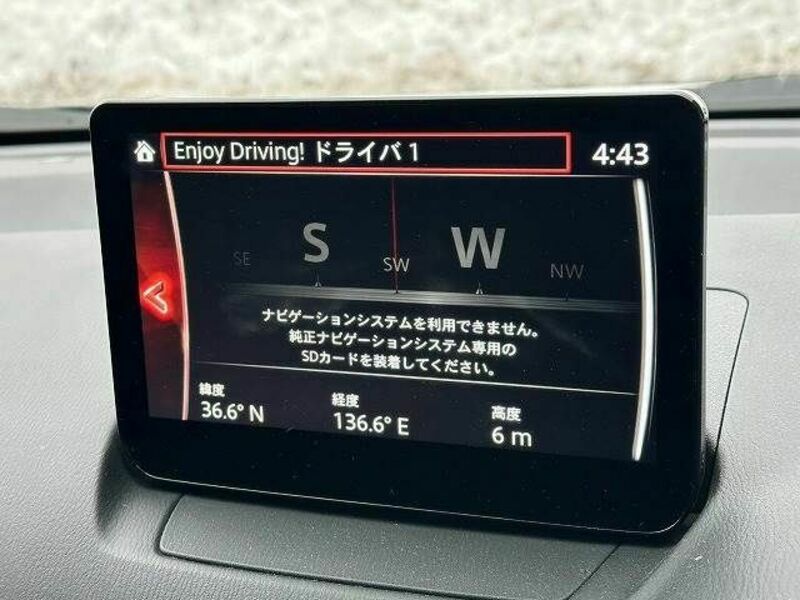 Enjoy Driving! ドライバ 1
4:43
SE S SW W NW
ナビゲーションシステムを利用できません。
純正ナビゲーションシステム専用の
SDカードを装着してください。
緯度 経度 高度
36.6° N 136.6° E 6 m